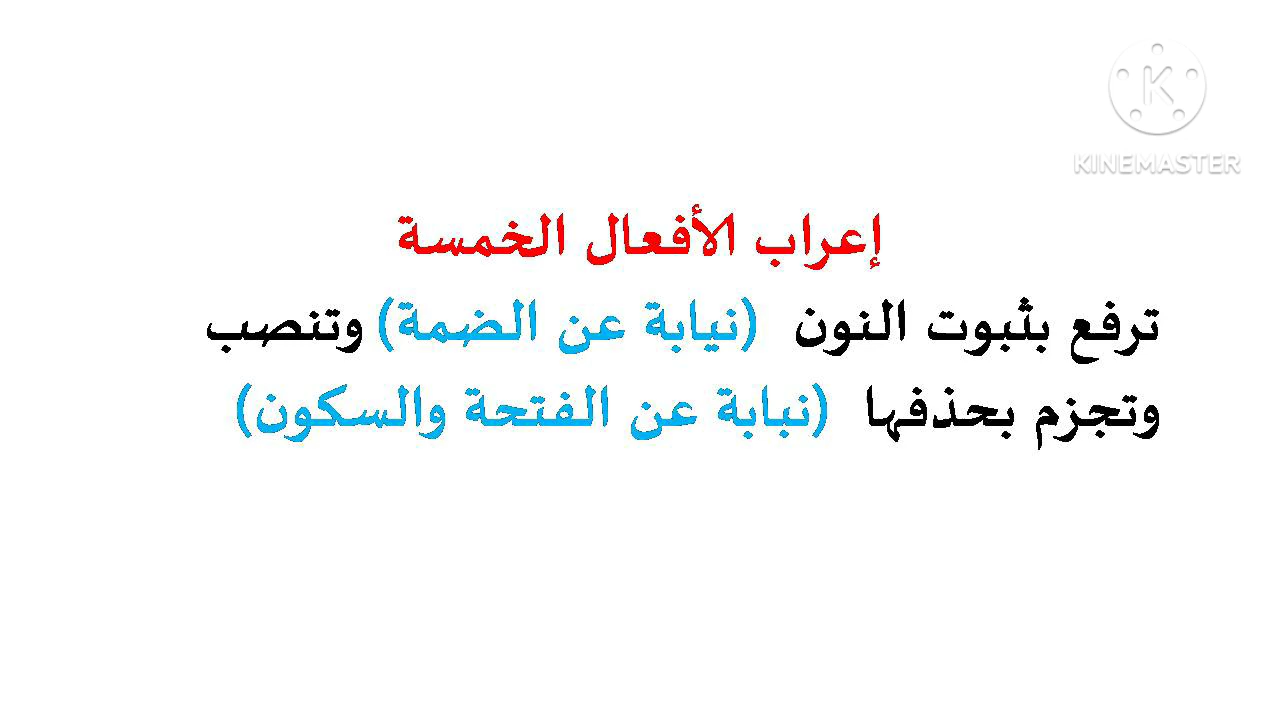 KINEMASTER
إعراب الأفعال الخمسة
ترفع بثبوت النون (نيابة عن الضمة) وتنصب
وتجزم بحذفها (نبابة عن الفتحة والسكون)